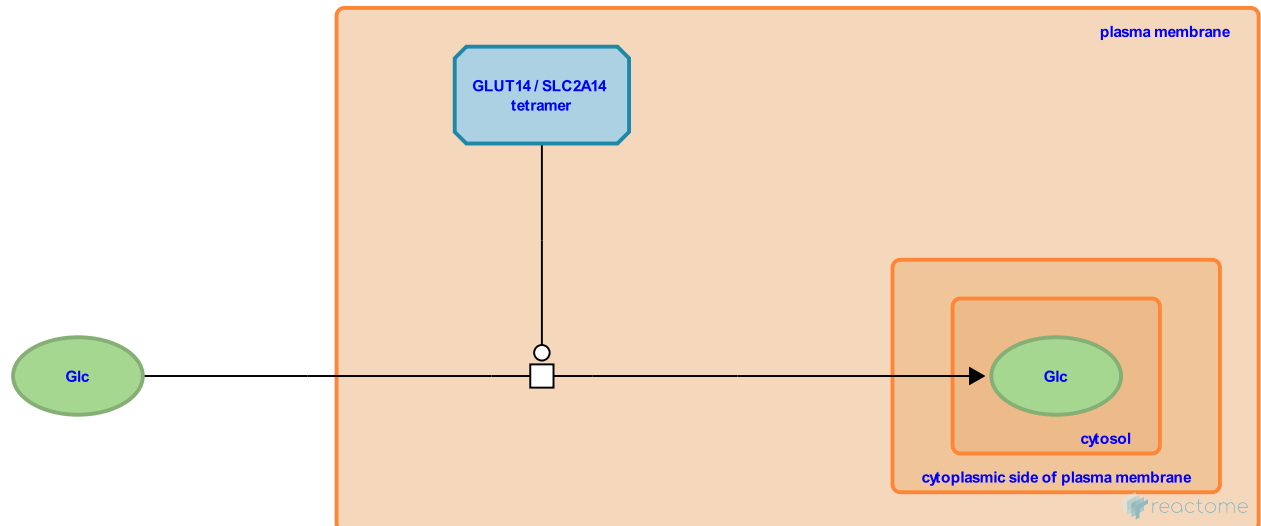 plasma membrane
GLUT14 / SLC2A14
tetramer
Glc
Glc
cytosol
cytoplasmic side of plasma membrane
reactome